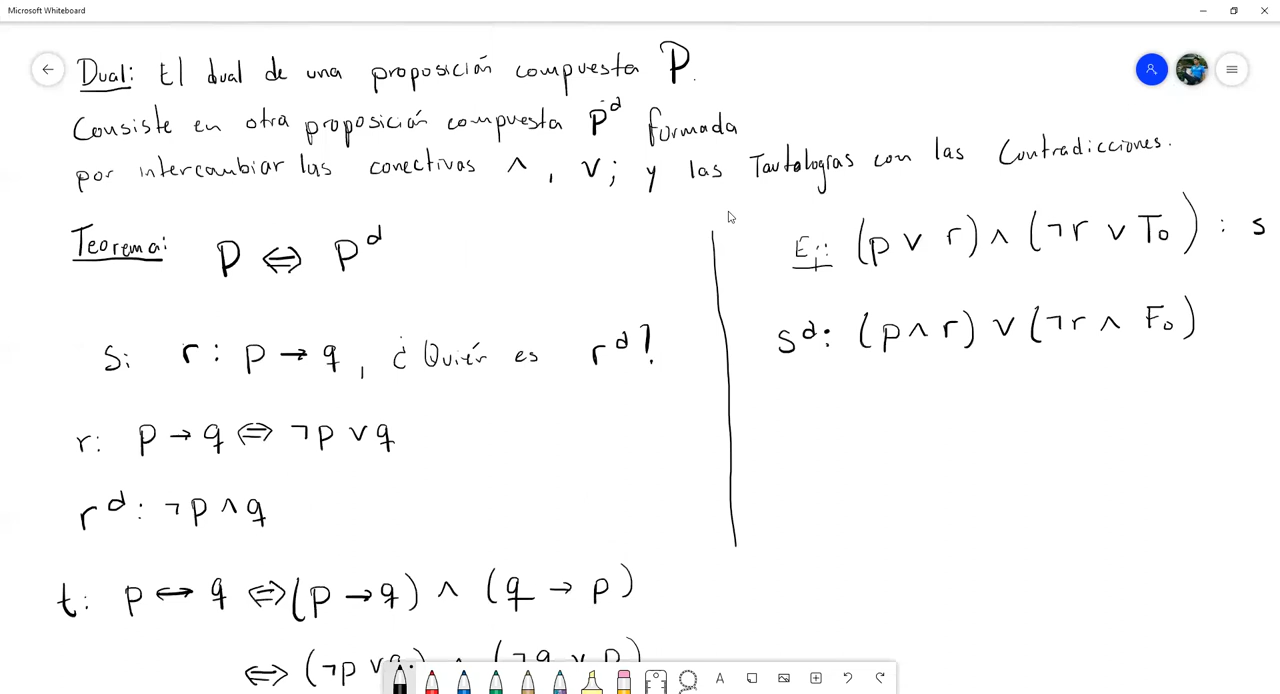 Microsoft Whiteboard
Dual: El dual de una proposición compuesta P.
Consiste en otra proposición compuesta P^d formada
por intercambiar las conectivas ∧, ∨; y las Tautologías con las Contradicciones.
Teorema: P ⇔ P^d
Si r: p → q, ¿Quién es r^d?
r: p → q ⇔ ¬p ∨ q
r^d: ¬p ∧ q
t: p ↔ q ⇔ (p → q) ∧ (q → p)
⇔ (¬p ∨ q) ∧ (¬q ∨ p)
Ej: (p ∨ r) ∧ (¬r ∨ T₀) : s
s^d: (p ∧ r) ∨ (¬r ∧ F₀)